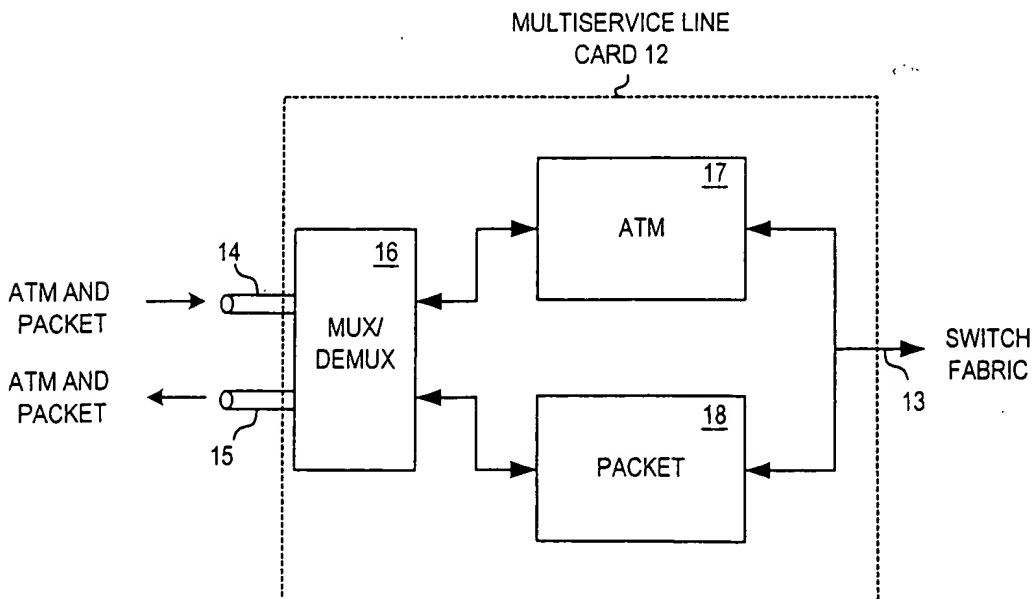 MULTISERVICE LINE
CARD 12
17
ATM
14
16
ATM AND
PACKET
MUX/
DEMUX
SWITCH
FABRIC
13
ATM AND
PACKET
15
18
PACKET